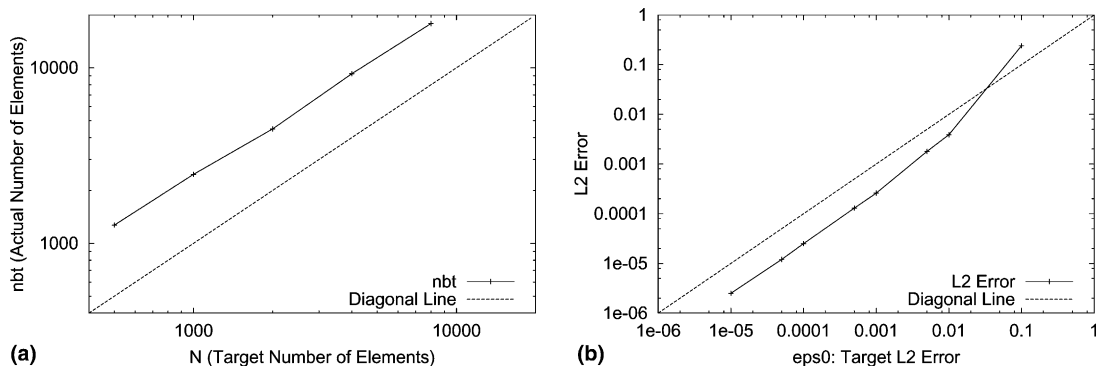 10000
1000
nbt (Actual Number of Elements)
nbt
Diagonal Line
1000
10000
N (Target Number of Elements)
(a)
1
0.1
0.01
0.001
0.0001
1e-05
1e-06
L2 Error
L2 Error
Diagonal Line
1e-06
1e-05
0.0001
0.001
0.01
0.1
1
eps0: Target L2 Error
(b)